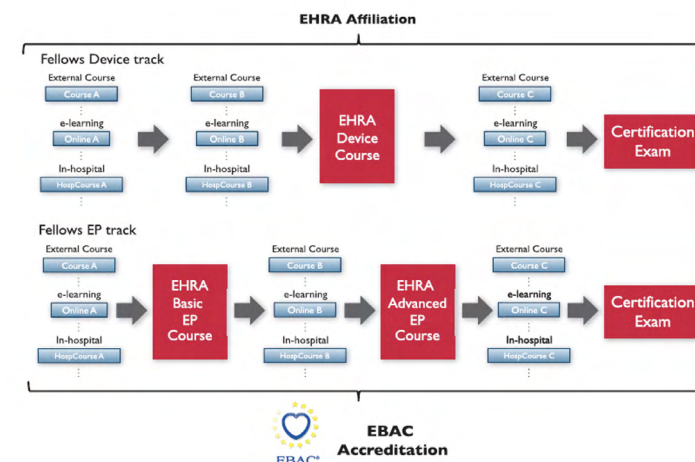 EHRA Affiliation
Fellows Device track
External Course
Course A
e-learning
Online A
In-hospital
HospCourse A
External Course
Course B
e-learning
Online B
In-hospital
HospCourse B
EHRA
Device
Course
External Course
Course C
e-learning
Online C
In-hospital
HospCourse C
Certification
Exam
Fellows EP track
External Course
Course A
e-learning
Online A
In-hospital
HospCourse A
EHRA
Basic
EP
Course
External Course
Course B
e-learning
Online B
In-hospital
HospCourse B
EHRA
Advanced
EP
Course
External Course
Course C
e-learning
Online C
In-hospital
HospCourse C
Certification
Exam
EBAC®
EBAC
Accreditation